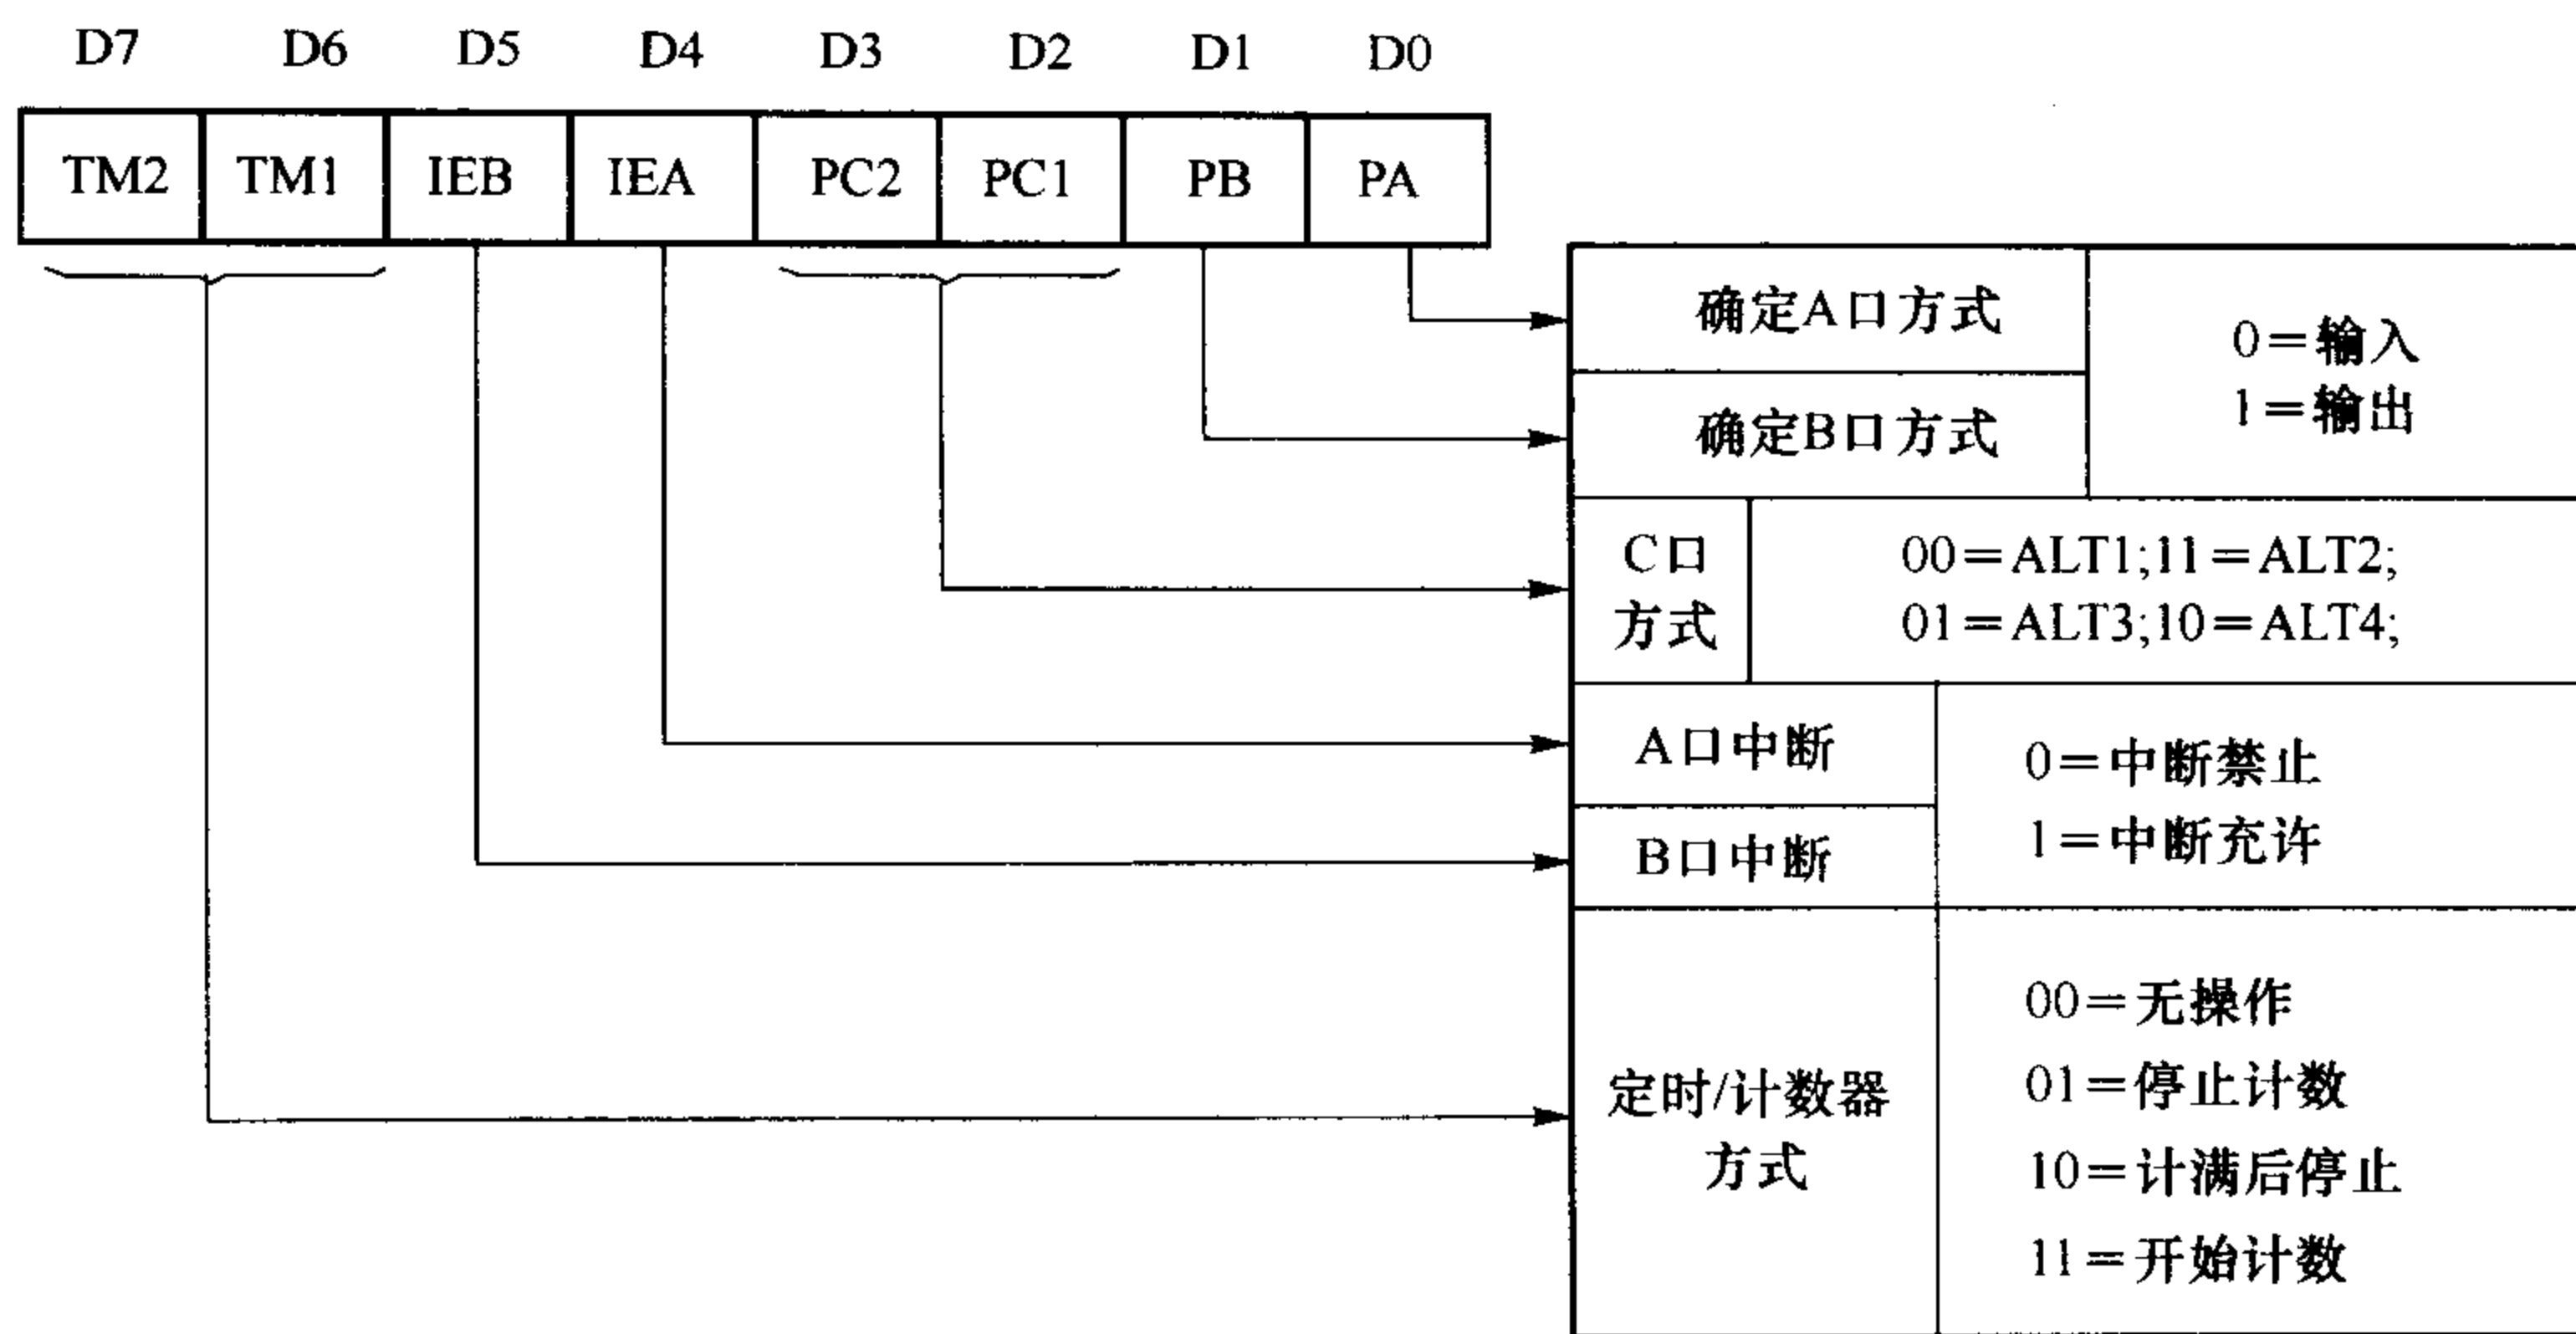 D7 D6 D5 D4 D3 D2 D1 D0
TM2 TM1 IEB IEA PC2 PC1 PB PA
确定A口方式
0=输入
1=输出
确定B口方式
C口
方式
00=ALT1;11=ALT2;
01=ALT3;10=ALT4;
A口中断
0=中断禁止
1=中断充许
B口中断
定时/计数器
方式
00=无操作
01=停止计数
10=计满后停止
11=开始计数